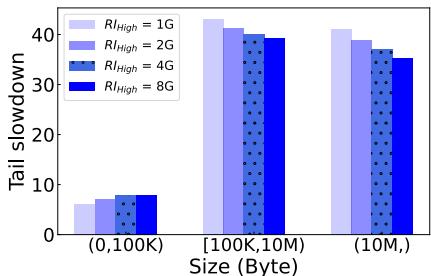 RI_High = 1G
RI_High = 2G
RI_High = 4G
RI_High = 8G
Tail slowdown
40
30
20
10
0
(0,100K) [100K,10M) (10M,)
Size (Byte)